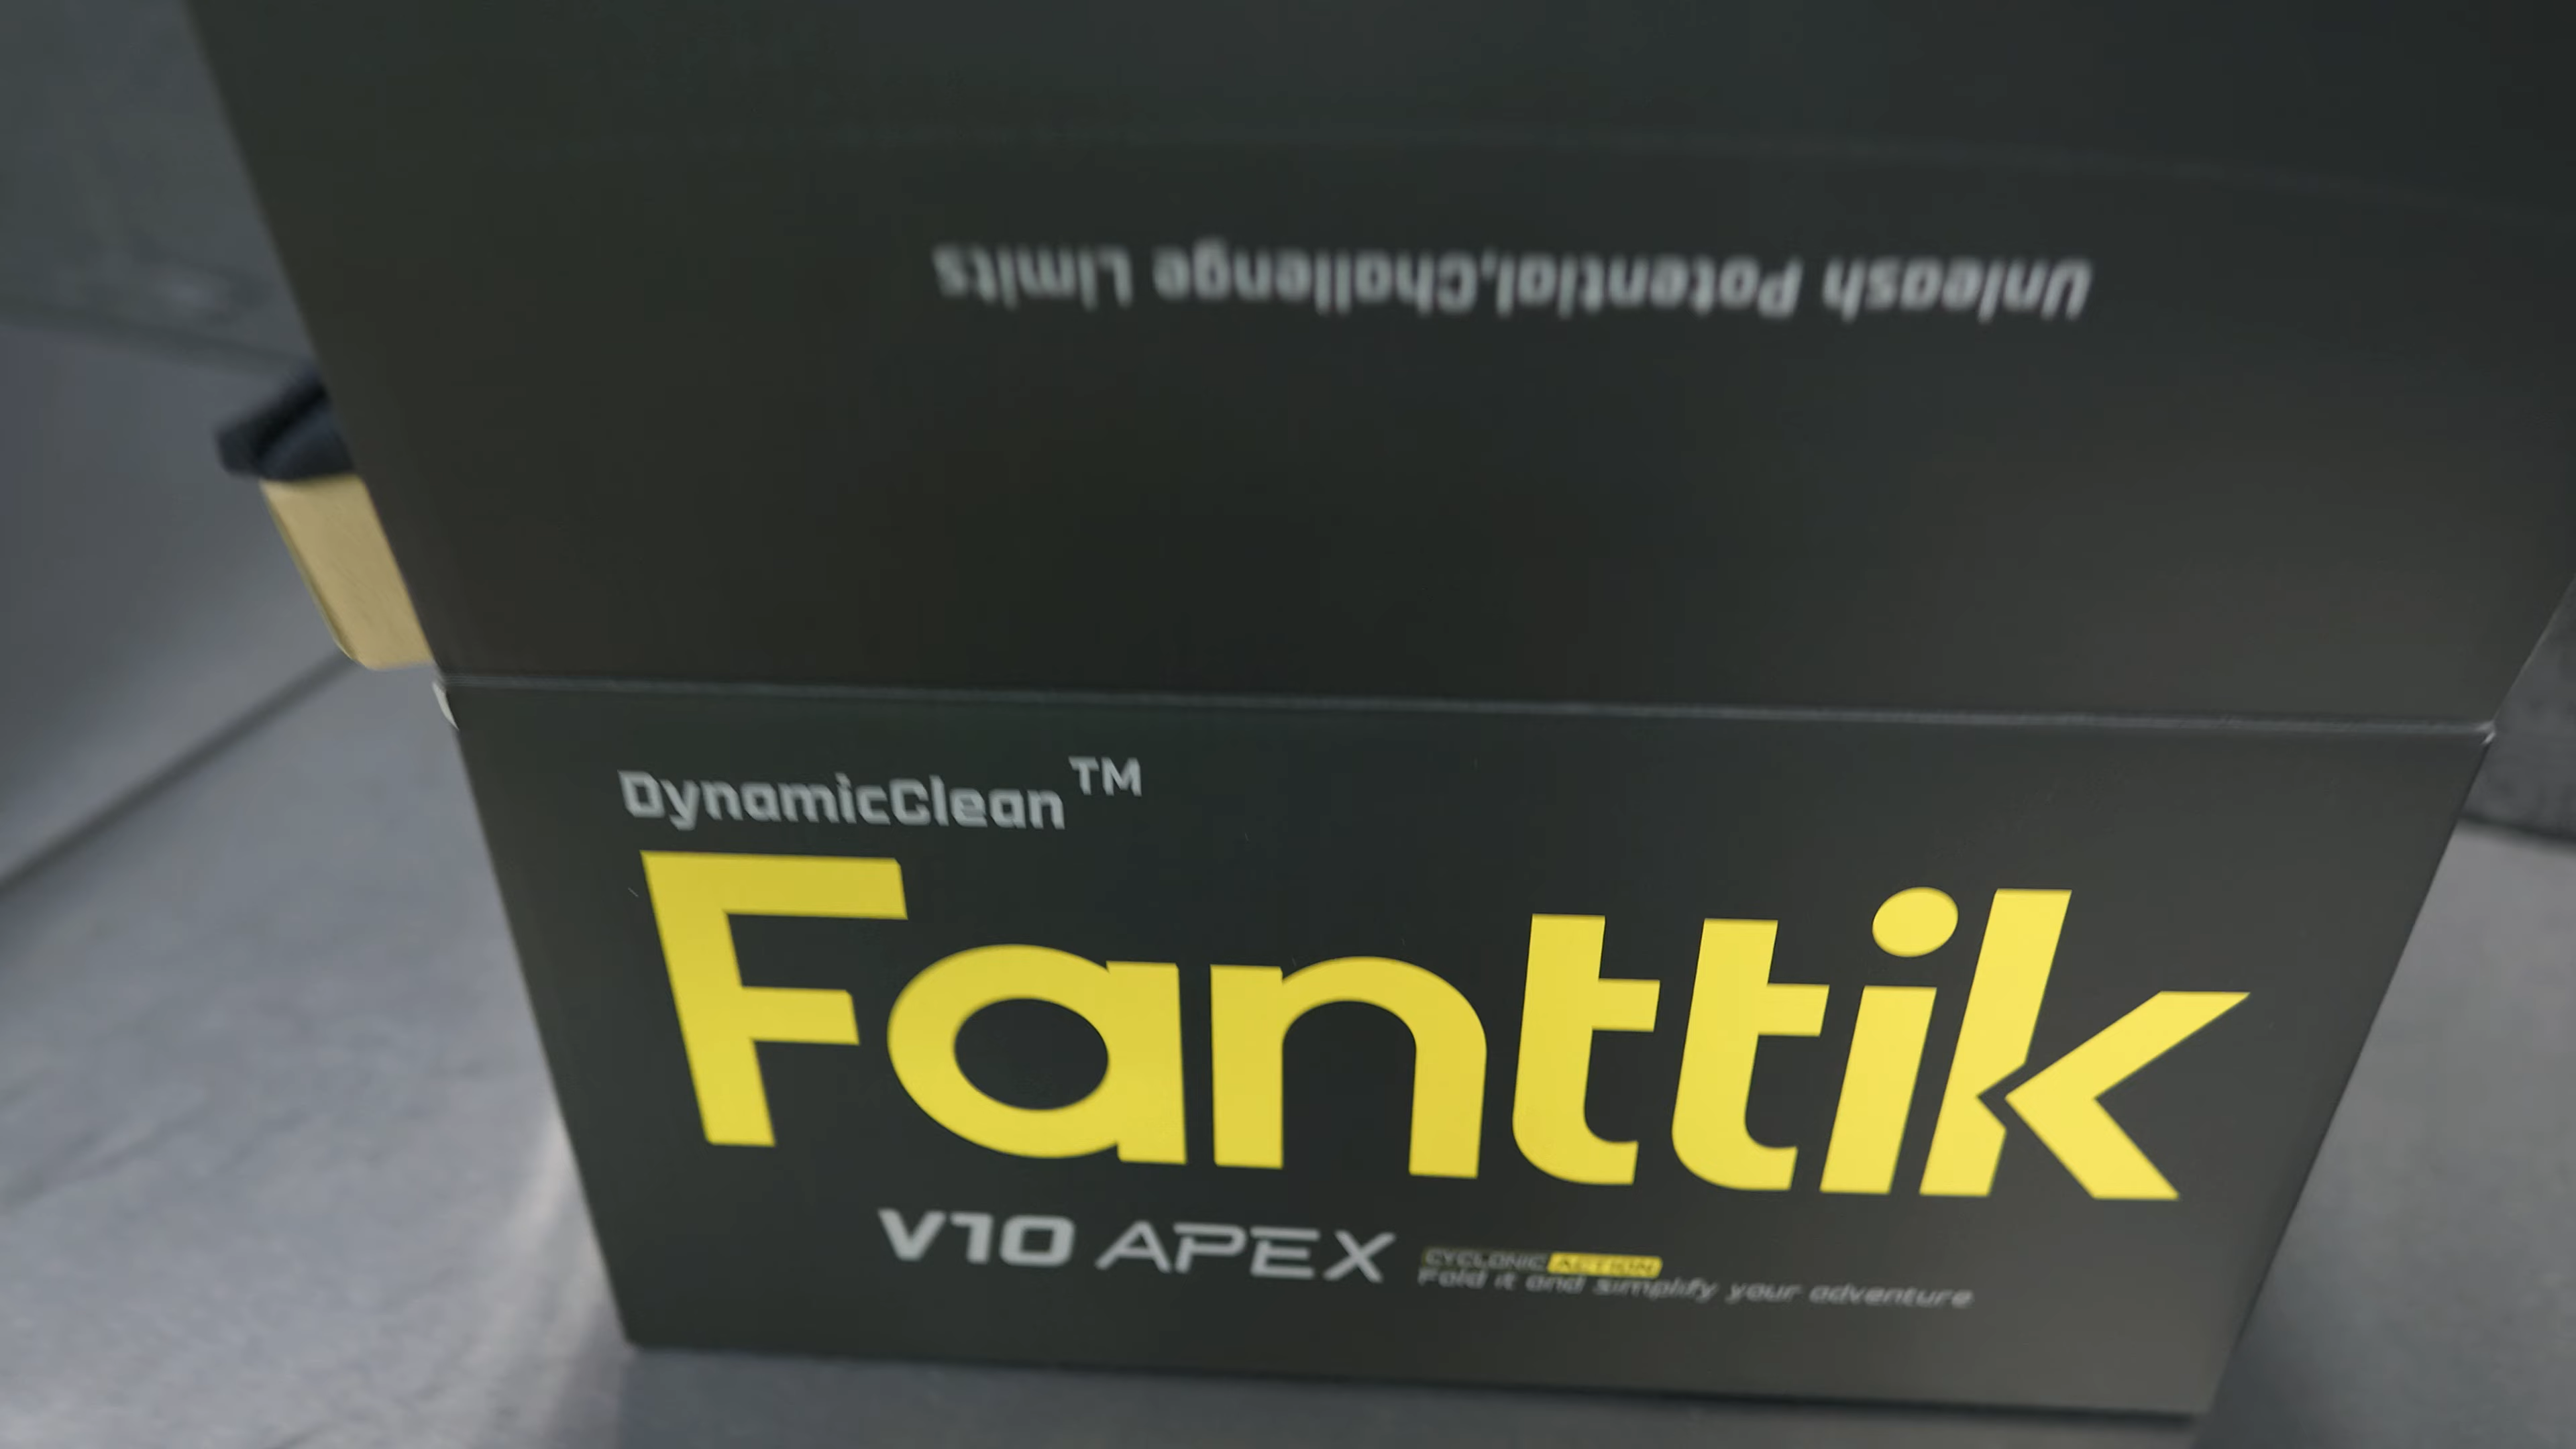 Unleash Potential,Challenge Limits
DynamicClean™
Fanttik
V10 APEX
CYCLONIC ACTION
Fold it and simplify your adventure